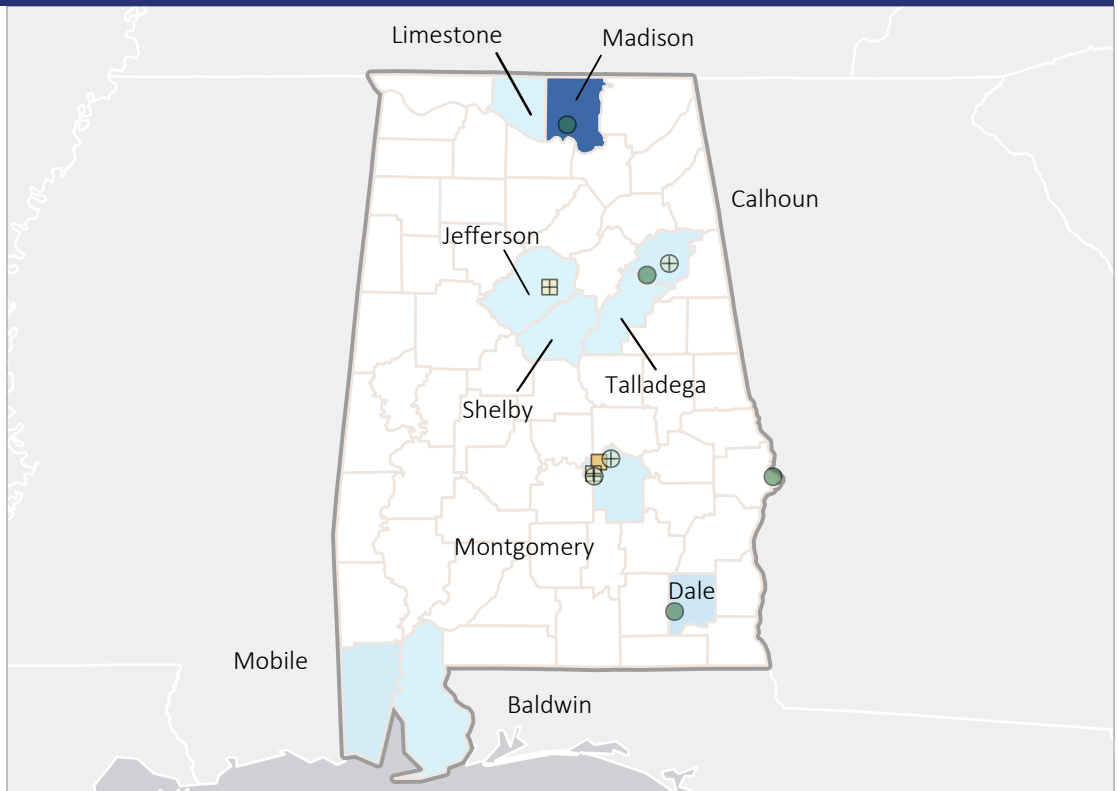 Limestone
Madison
Calhoun
Jefferson
Talladega
Shelby
Montgomery
Dale
Mobile
Baldwin